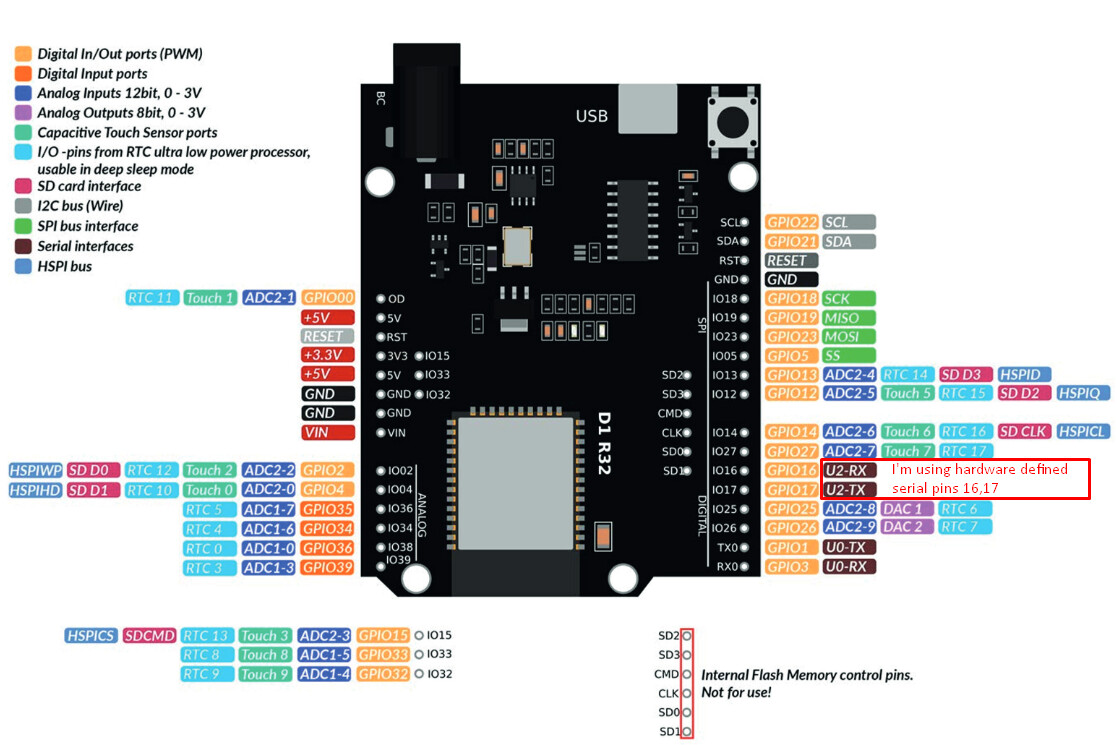 Digital In/Out ports (PWM)
Digital Input ports
Analog Inputs 12bit, 0 - 3V
Analog Outputs 8bit, 0 - 3V
Capacitive Touch Sensor ports
I/O -pins from RTC ultra low power processor,
usable in deep sleep mode
SD card interface
I2C bus (Wire)
SPI bus interface
Serial interfaces
HSPI bus
BC
USB
RTC 11 Touch 1 ADC2-1 GPIO00 OD
+5V 5V
RESET RST
+3.3V 3V3 IO15
+5V 5V IO33
GND GND IO32
GND GND
VIN VIN
HSPIWP SD D0 RTC 12 Touch 2 ADC2-2 GPIO2 IO02
HSPIHD SD D1 RTC 10 Touch 0 ADC2-0 GPIO4 IO04
RTC 5 ADC1-7 GPIO35 IO36
RTC 4 ADC1-6 GPIO34 IO34
RTC 0 ADC1-0 GPIO36 IO38
RTC 3 ADC1-3 GPIO39 IO39
ANALOG
D1 R32
SCL GPIO22 SCL
SDA GPIO21 SDA
RST RESET
GND GND
IO18 GPIO18 SCK
IO19 GPIO19 MISO
IO23 GPIO23 MOSI
IO05 GPIO5 SS
SPI
SD2 IO13 GPIO13 ADC2-4 RTC 14 SD D3 HSPID
SD3 IO12 GPIO12 ADC2-5 Touch 5 RTC 15 SD D2 HSPIQ
CMD
CLK IO14 GPIO14 ADC2-6 Touch 6 RTC 16 SD CLK HSPICL
SD0 IO27 GPIO27 ADC2-7 Touch 7 RTC 17
SD1 IO16 GPIO16 U2-RX I'm using hardware defined
IO17 GPIO17 U2-TX serial pins 16,17
IO25 GPIO25 ADC2-8 DAC 1 RTC 6
IO26 GPIO26 ADC2-9 DAC 2 RTC 7
TX0 GPIO1 U0-TX
RX0 GPIO3 U0-RX
DIGITAL
HSPICS SDCMD RTC 13 Touch 3 ADC2-3 GPIO15 IO15
RTC 8 Touch 8 ADC1-5 GPIO33 IO33
RTC 9 Touch 9 ADC1-4 GPIO32 IO32
SD2
SD3
CMD Internal Flash Memory control pins.
CLK Not for use!
SD0
SD1